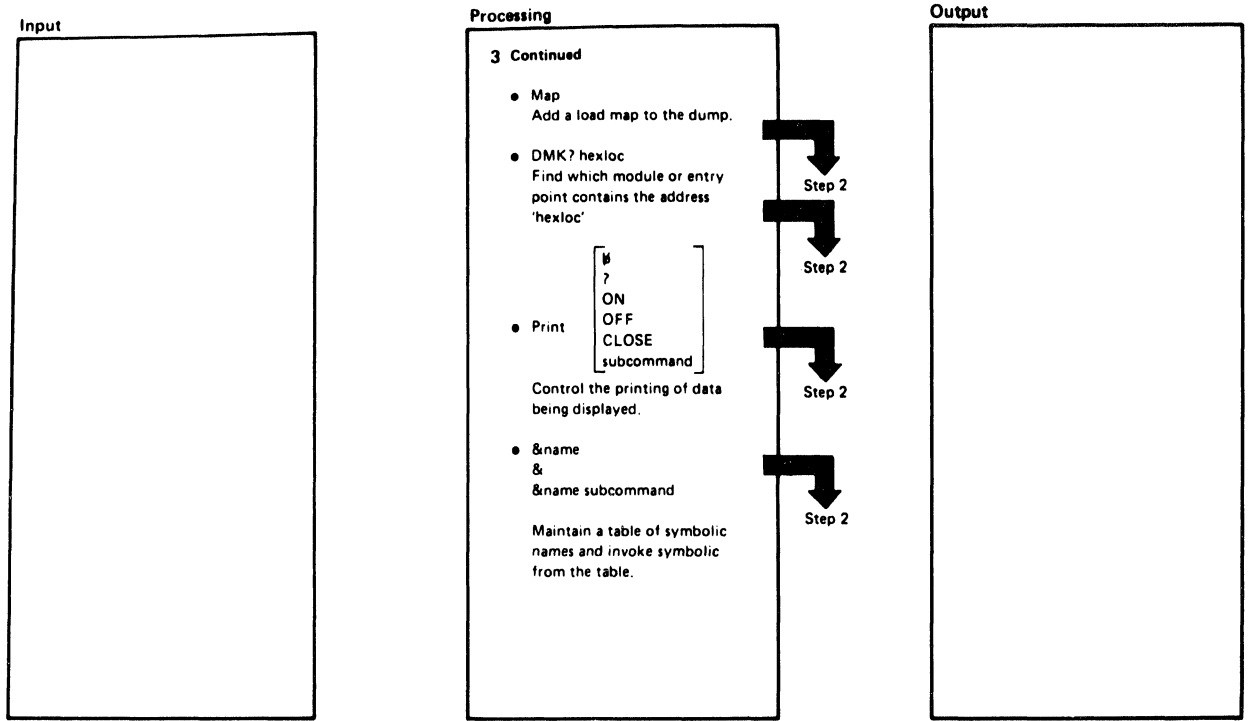 Input
Processing
Output
3 Continued
● Map
Add a load map to the dump.
Step 2
● DMK? hexloc
Find which module or entry
point contains the address
'hexloc'
Step 2
?
ON
OFF
● Print
CLOSE
subcommand
Control the printing of data
being displayed.
Step 2
● &name
&
&name subcommand
Step 2
Maintain a table of symbolic
names and invoke symbolic
from the table.